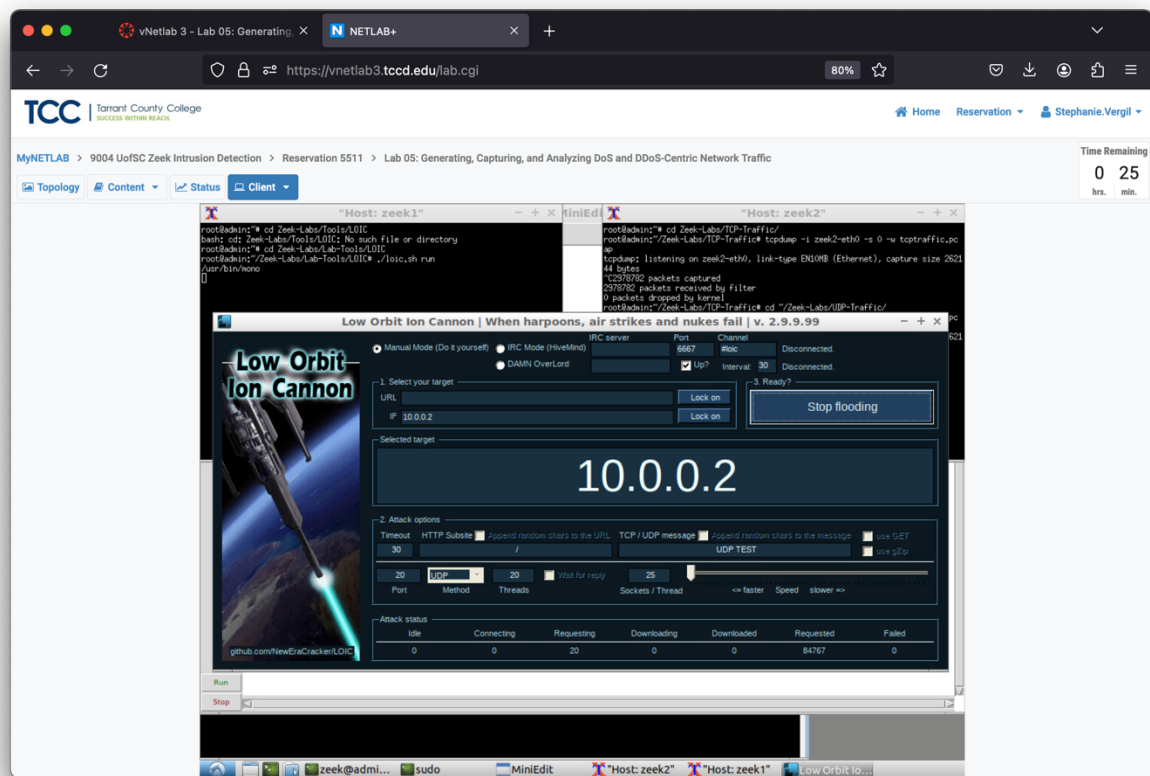 vNetlab 3 - Lab 05: Generating,
NETLAB+
https://vnetlab3.tccd.edu/lab.cgi
80%
TCC
Tarrant County College
SUCCESS WITHIN REACH.
Home
Reservation
Stephanie.Vergil
MyNETLAB > 9004 UofSC Zeek Intrusion Detection > Reservation 5511 > Lab 05: Generating, Capturing, and Analyzing DoS and DDoS-Centric Network Traffic
Time Remaining
0 25
hrs. min.
Topology
Content
Status
Client
"Host: zeek1"
root@admin:~# cd Zeek-Labs/Tools/LOIC
bash: cd: Zeek-Labs/Tools/LOIC: No such file or directory
root@admin:~# cd Zeek-Labs/Lab-Tools/LOIC
root@admin:~/Zeek-Labs/Lab-Tools/LOIC# ./loic.sh run
/usr/bin/mono
MiniEdi
"Host: zeek2"
root@admin:~# cd Zeek-Labs/TCP-Traffic/
root@admin:~/Zeek-Labs/TCP-Traffic# tcpdump -i zeek2-eth0 -s 0 -w tcptraffic.pc
ap
tcpdump: listening on zeek2-eth0, link-type EN10MB (Ethernet), capture size 2621
44 bytes
^C2978782 packets captured
2978782 packets received by filter
0 packets dropped by kernel
root@admin:~/Zeek-Labs/TCP-Traffic# cd ~/Zeek-Labs/UDP-Traffic/
pc
621
Low Orbit Ion Cannon | When harpoons, air strikes and nukes fail | v. 2.9.9.99
Low Orbit
Ion Cannon
github.com/NewEraCracker/LOIC
IRC server Port Channel
Manual Mode (Do it yourself) IRC Mode (HiveMind) 6667 #loic Disconnected.
DAMN OverLord Up? Interval: 30 Disconnected.
1. Select your target
URL Lock on
IP 10.0.0.2 Lock on
3. Ready?
Stop flooding
Selected target
10.0.0.2
2. Attack options
Timeout HTTP Subsite Append random chars to the URL TCP / UDP message Append random chars to the message use GET
30 / UDP TEST use gZip
20 UDP 20 Wait for reply 25
Port Method Threads Sockets / Thread <= faster Speed slower =>
Attack status
Idle Connecting Requesting Downloading Downloaded Requested Failed
0 0 20 0 0 84767 0
Run
Stop
zeek@admi... sudo MiniEdit "Host: zeek2" "Host: zeek1" Low Orbit Io...